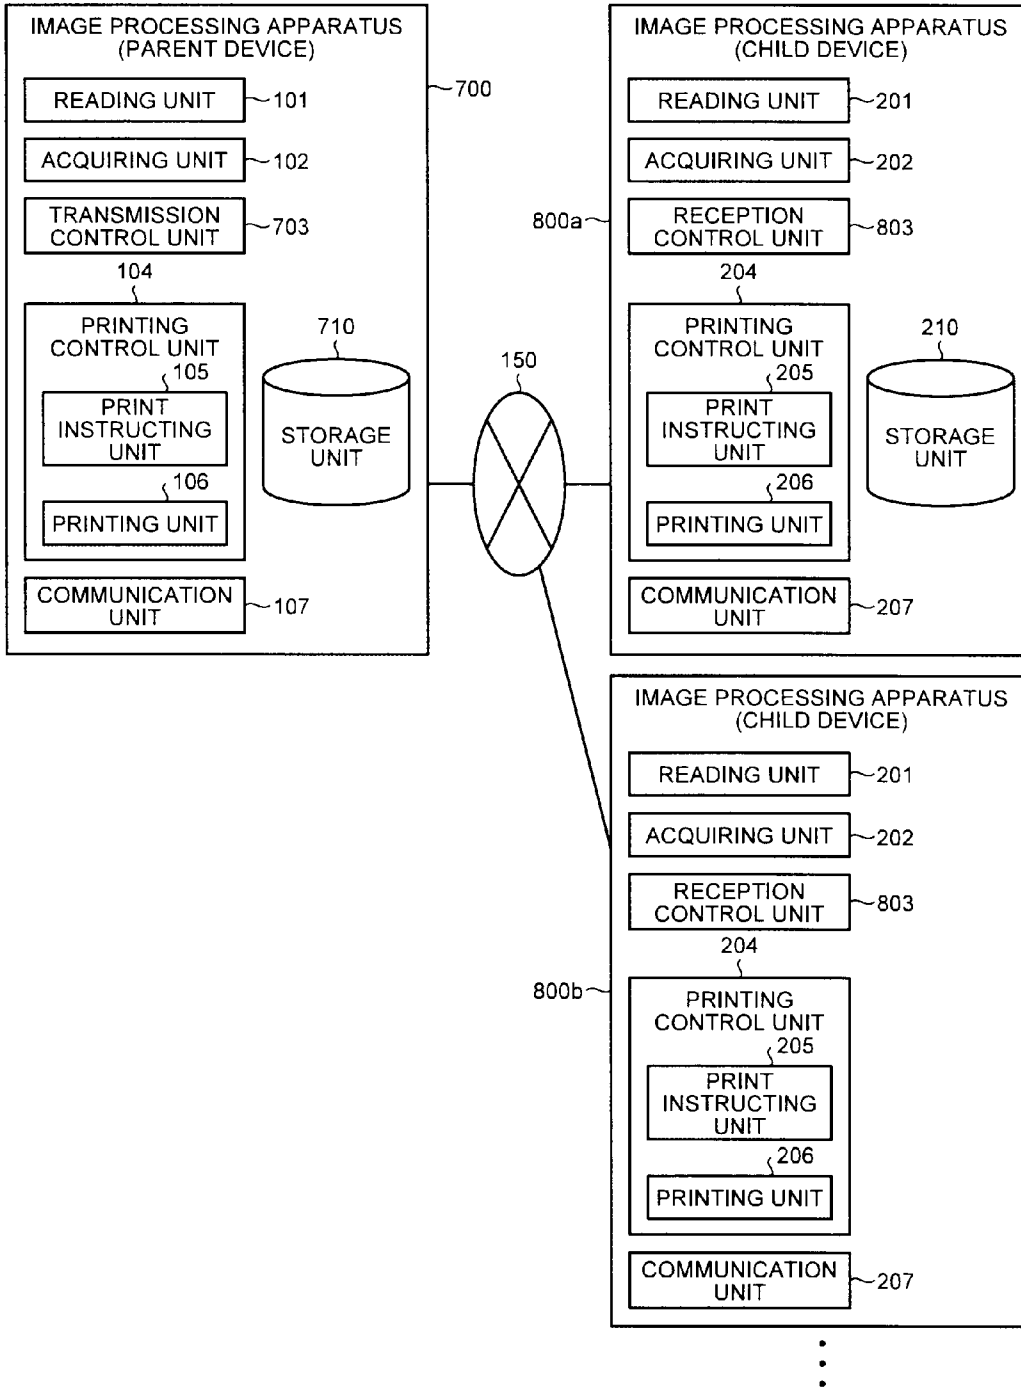 IMAGE PROCESSING APPARATUS
(PARENT DEVICE)
READING UNIT
101
700
ACQUIRING UNIT
102
TRANSMISSION
CONTROL UNIT
703
104
PRINTING
CONTROL UNIT
105
PRINT
INSTRUCTING
UNIT
106
PRINTING UNIT
710
STORAGE
UNIT
COMMUNICATION
UNIT
107
150
IMAGE PROCESSING APPARATUS
(CHILD DEVICE)
READING UNIT
201
ACQUIRING UNIT
202
800a
RECEPTION
CONTROL UNIT
803
204
PRINTING
CONTROL UNIT
205
PRINT
INSTRUCTING
UNIT
206
PRINTING UNIT
210
STORAGE
UNIT
COMMUNICATION
UNIT
207
IMAGE PROCESSING APPARATUS
(CHILD DEVICE)
READING UNIT
201
ACQUIRING UNIT
202
RECEPTION
CONTROL UNIT
803
204
800b
PRINTING
CONTROL UNIT
205
PRINT
INSTRUCTING
UNIT
206
PRINTING UNIT
COMMUNICATION
UNIT
207